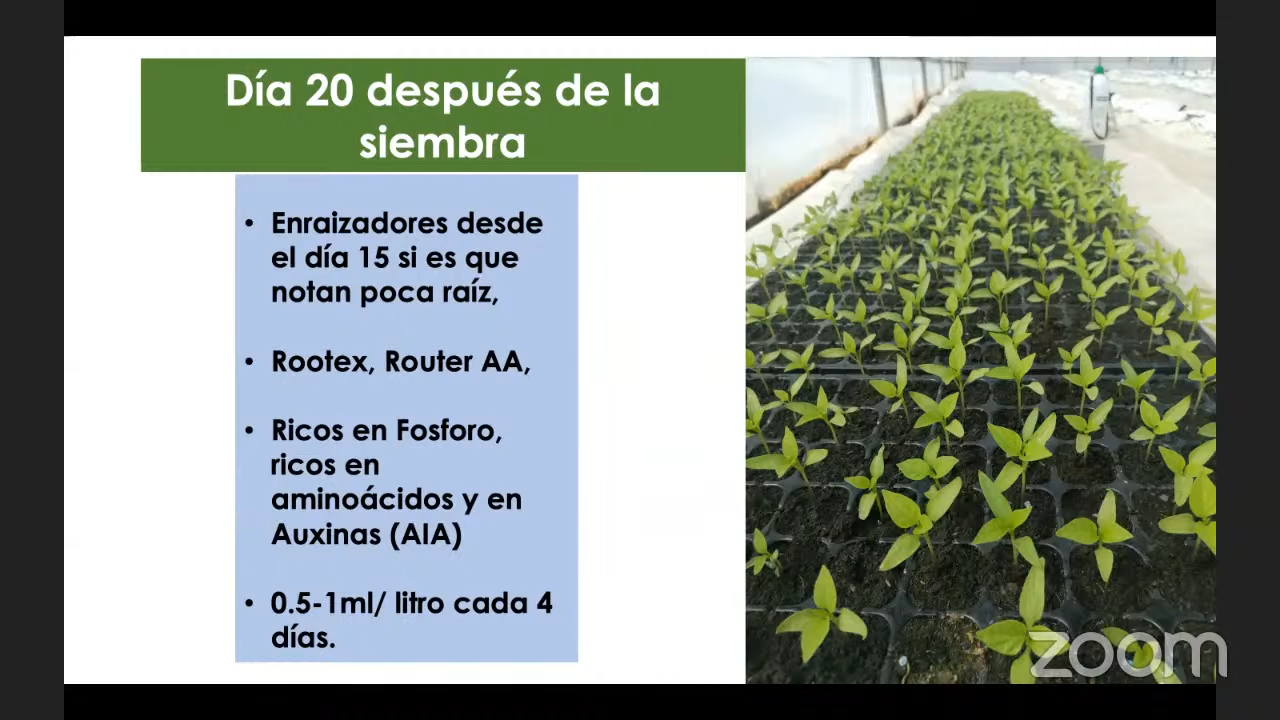 Día 20 después de la
siembra
• Enraizadores desde
el día 15 si es que
notan poca raíz,
• Rootex, Router AA,
• Ricos en Fosforo,
ricos en
aminoácidos y en
Auxinas (AIA)
• 0.5-1ml/ litro cada 4
días.
zoom